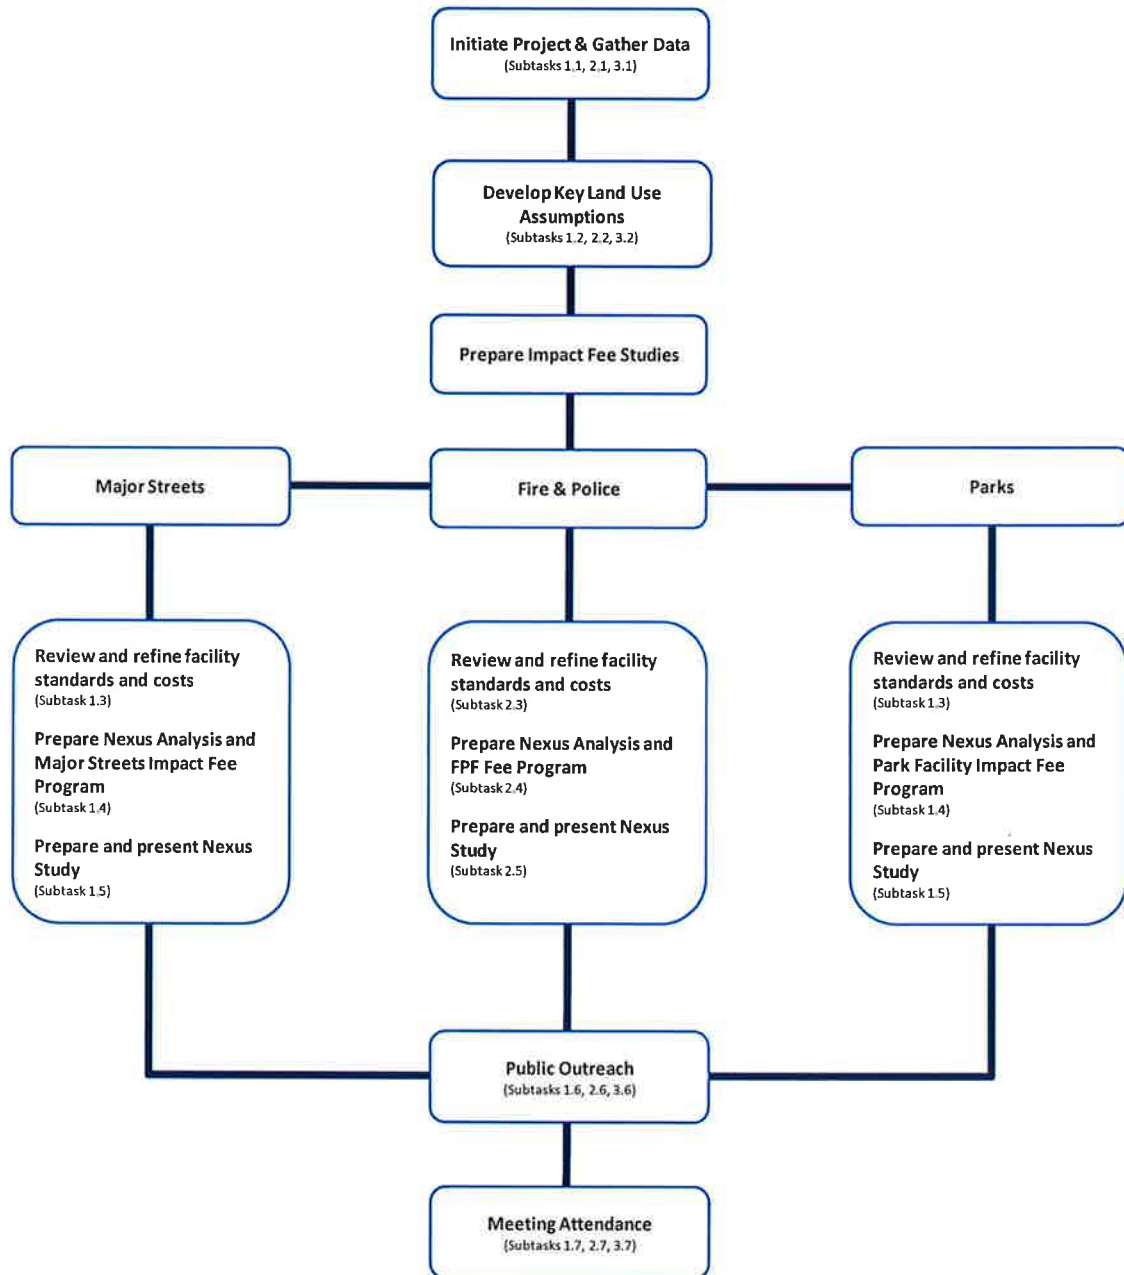 Initiate Project & Gather Data
(Subtasks 1.1, 2.1, 3.1)
Develop Key Land Use
Assumptions
(Subtasks 1.2, 2.2, 3.2)
Prepare Impact Fee Studies
Major Streets
Fire & Police
Parks
Review and refine facility
standards and costs
(Subtask 1.3)
Prepare Nexus Analysis and
Major Streets Impact Fee
Program
(Subtask 1.4)
Prepare and present Nexus
Study
(Subtask 1.5)
Review and refine facility
standards and costs
(Subtask 2.3)
Prepare Nexus Analysis and
FPF Fee Program
(Subtask 2.4)
Prepare and present Nexus
Study
(Subtask 2.5)
Review and refine facility
standards and costs
(Subtask 1.3)
Prepare Nexus Analysis and
Park Facility Impact Fee
Program
(Subtask 1.4)
Prepare and present Nexus
Study
(Subtask 1.5)
Public Outreach
(Subtasks 1.6, 2.6, 3.6)
Meeting Attendance
(Subtasks 1.7, 2.7, 3.7)